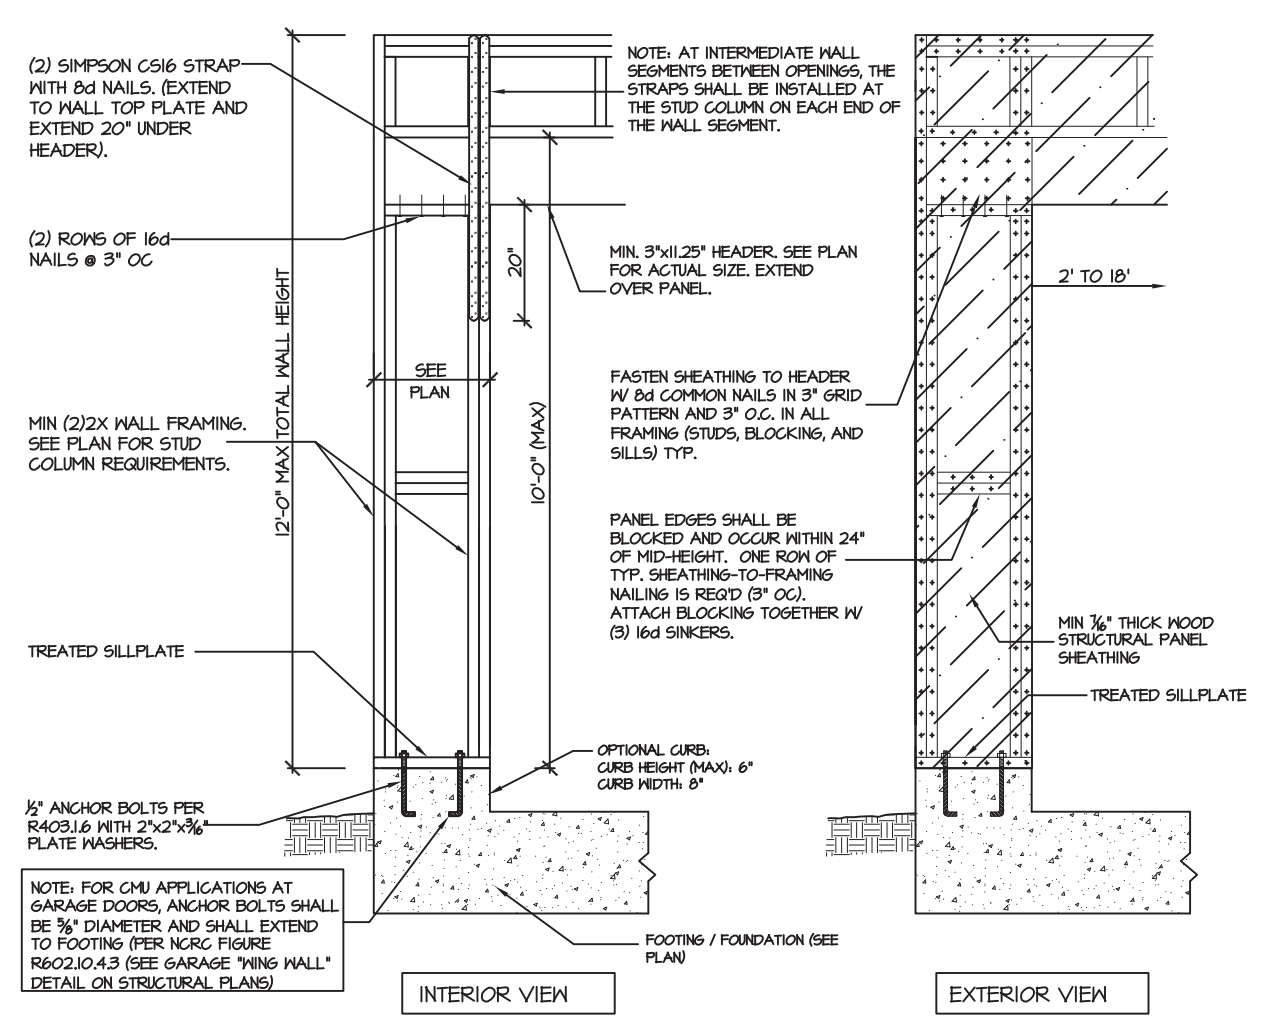 (2) SIMPSON CS16 STRAP
WITH 8d NAILS. (EXTEND
TO WALL TOP PLATE AND
EXTEND 20" UNDER
HEADER).
(2) ROWS OF 16d
NAILS @ 3" OC
12'-0" MAX TOTAL WALL HEIGHT
MIN (2)2X WALL FRAMING.
SEE PLAN FOR STUD
COLUMN REQUIREMENTS.
TREATED SILLPLATE
½" ANCHOR BOLTS PER
R403.1.6 WITH 2"x2"x3/16"
PLATE WASHERS.
NOTE: FOR CMU APPLICATIONS AT
GARAGE DOORS, ANCHOR BOLTS SHALL
BE ⅝" DIAMETER AND SHALL EXTEND
TO FOOTING (PER NCRC FIGURE
R602.10.4.3 (SEE GARAGE "WING WALL"
DETAIL ON STRUCTURAL PLANS)
SEE
PLAN
20"
10'-0" (MAX)
NOTE: AT INTERMEDIATE WALL
SEGMENTS BETWEEN OPENINGS, THE
STRAPS SHALL BE INSTALLED AT
THE STUD COLUMN ON EACH END OF
THE WALL SEGMENT.
MIN. 3"x11.25" HEADER. SEE PLAN
FOR ACTUAL SIZE. EXTEND
OVER PANEL.
FASTEN SHEATHING TO HEADER
W/ 8d COMMON NAILS IN 3" GRID
PATTERN AND 3" O.C. IN ALL
FRAMING (STUDS, BLOCKING, AND
SILLS) TYP.
PANEL EDGES SHALL BE
BLOCKED AND OCCUR WITHIN 24"
OF MID-HEIGHT. ONE ROW OF
TYP. SHEATHING-TO-FRAMING
NAILING IS REQ'D (3" OC).
ATTACH BLOCKING TOGETHER W/
(3) 16d SINKERS.
OPTIONAL CURB:
CURB HEIGHT (MAX): 6"
CURB WIDTH: 8"
FOOTING / FOUNDATION (SEE
PLAN)
INTERIOR VIEW
2' TO 18'
MIN 7/16" THICK WOOD
STRUCTURAL PANEL
SHEATHING
TREATED SILLPLATE
EXTERIOR VIEW